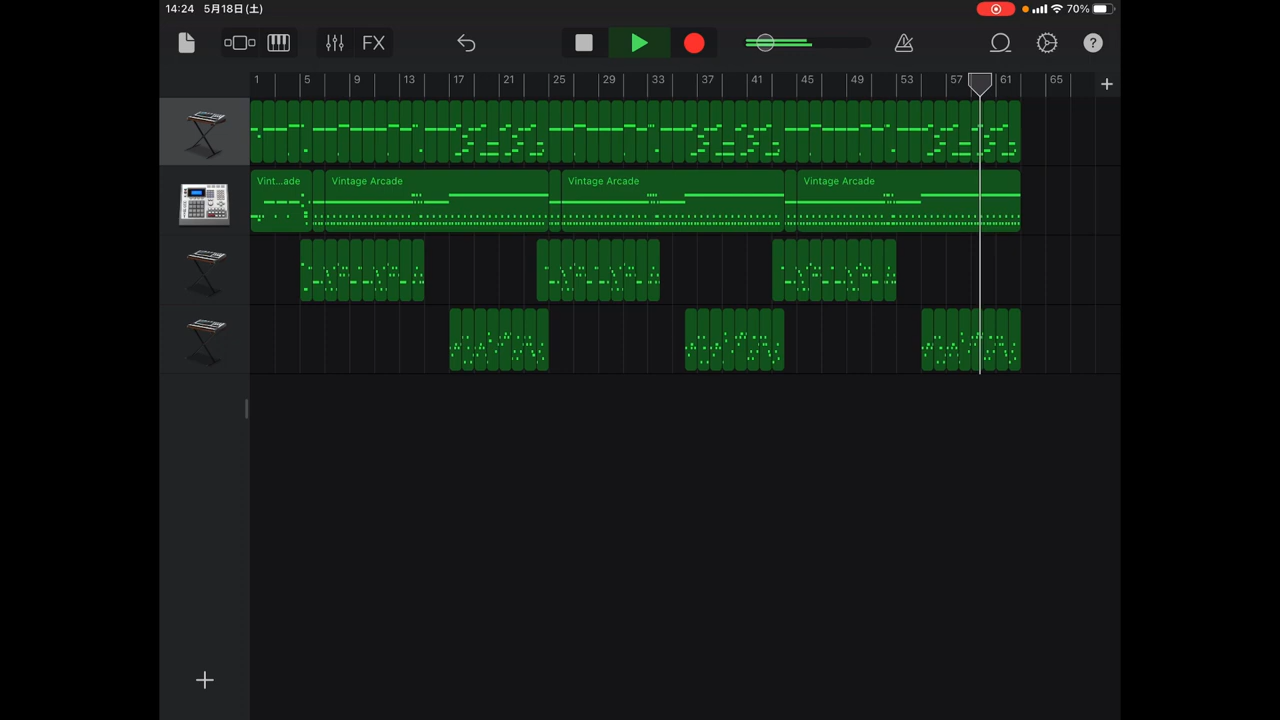 14:24 5月18日(土) 70%
FX ?
1 5 9 13 17 21 25 29 33 37 41 45 49 53 57 61 65 +
Vint...ade Vintage Arcade Vintage Arcade Vintage Arcade
+